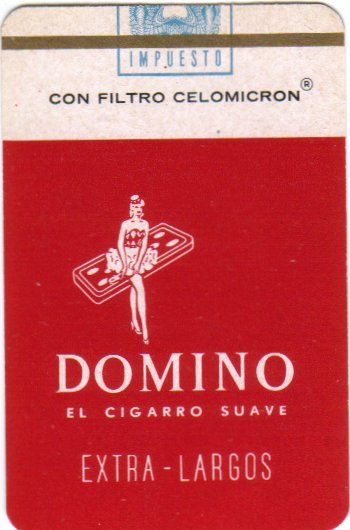 IMPUESTO
CON FILTRO CELOMICRON®
DOMINO
EL CIGARRO SUAVE
EXTRA-LARGOS